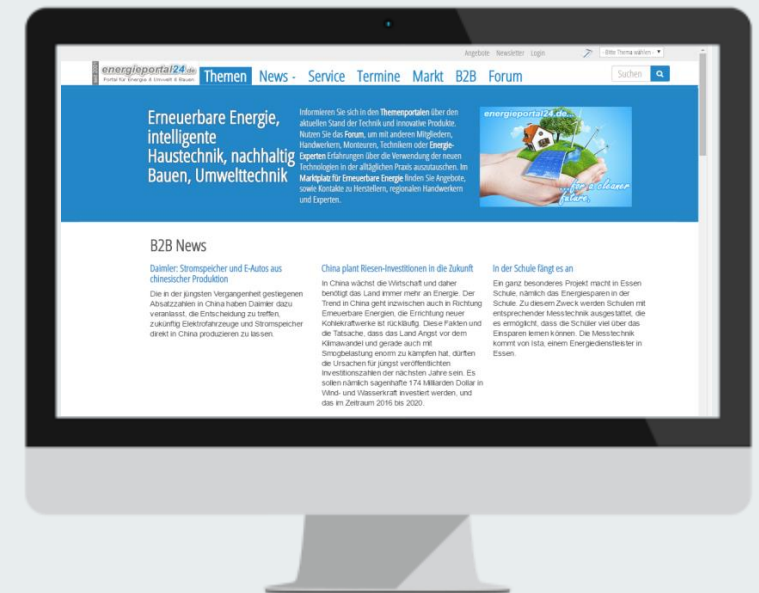 Angebote Newsletter Login -Bitte Thema wählen-
energieportal24.de
Portal für Energie & Umwelt & Bauen
Themen News Service Termine Markt B2B Forum
Suchen
Erneuerbare Energie,
intelligente
Haustechnik, nachhaltig
Bauen, Umwelttechnik
Informieren Sie sich in den Themenportalen über den
aktuellen Stand der Technik und innovative Produkte.
Nutzen Sie das Forum, um mit anderen Mitgliedern,
Handwerkern, Monteuren, Technikern oder Energie-
Experten Erfahrungen über die Verwendung der neuen
Technologien in der alltäglichen Praxis auszutauschen. Im
Marktplatz für Erneuerbare Energie finden Sie Angebote,
sowie Kontakte zu Herstellern, regionalen Handwerkern
und Experten.
energieportal24.de...
...for a cleaner
future.
B2B News
Daimler: Stromspeicher und E-Autos aus
chinesischer Produktion
Die in der jüngsten Vergangenheit gestiegenen
Absatzzahlen in China haben Daimler dazu
veranlasst, die Entscheidung zu treffen,
zukünftig Elektrofahrzeuge und Stromspeicher
direkt in China produzieren zu lassen.
China plant Riesen-Investitionen in die Zukunft
In China wächst die Wirtschaft und daher
benötigt das Land immer mehr an Energie. Der
Trend in China geht inzwischen auch in Richtung
Erneuerbare Energien, die Errichtung neuer
Kohlekraftwerke ist rückläufig. Diese Fakten und
die Tatsache, dass das Land Angst vor dem
Klimawandel und gerade auch mit
Smogbelastung enorm zu kämpfen hat, dürften
die Ursachen für jüngst veröffentlichten
Investitionszahlen der nächsten Jahre sein. Es
sollen nämlich sagenhafte 174 Milliarden Dollar in
Wind- und Wasserkraft investiert werden, und
das im Zeitraum 2016 bis 2020.
In der Schule fängt es an
Ein ganz besonderes Projekt macht in Essen
Schule, nämlich das Energiesparen in der
Schule. Zu diesem Zweck werden Schulen mit
entsprechender Messtechnik ausgestattet, die
es ermöglicht, dass die Schüler viel über das
Einsparen lernen können. Die Messtechnik
kommt von Ista, einem Energiedienstleister in
Essen.